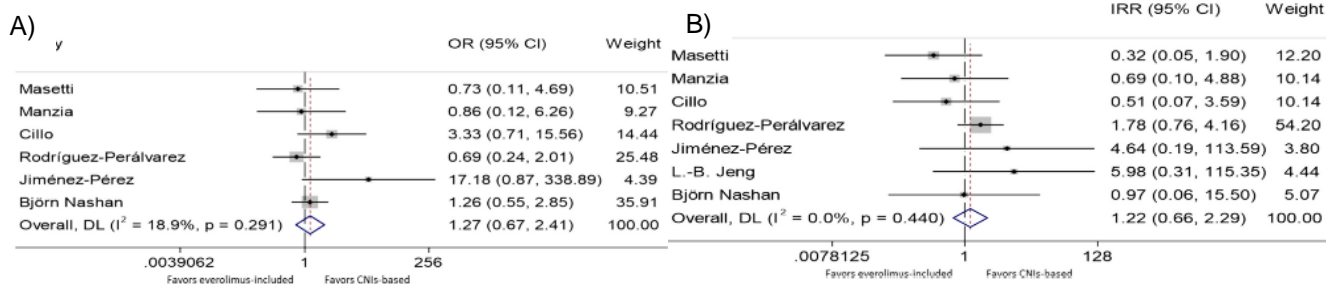 A)
y OR (95% CI) Weight
Masetti 0.73 (0.11, 4.69) 10.51
Manzia 0.86 (0.12, 6.26) 9.27
Cillo 3.33 (0.71, 15.56) 14.44
Rodríguez-Perálvarez 0.69 (0.24, 2.01) 25.48
Jiménez-Pérez 17.18 (0.87, 338.89) 4.39
Björn Nashan 1.26 (0.55, 2.85) 35.91
Overall, DL (I² = 18.9%, p = 0.291) 1.27 (0.67, 2.41) 100.00
.0039062 1 256
Favors everolimus-included Favors CNIs-based
B)
IRR (95% CI) Weight
Masetti 0.32 (0.05, 1.90) 12.20
Manzia 0.69 (0.10, 4.88) 10.14
Cillo 0.51 (0.07, 3.59) 10.14
Rodríguez-Perálvarez 1.78 (0.76, 4.16) 54.20
Jiménez-Pérez 4.64 (0.19, 113.59) 3.80
L.-B. Jeng 5.98 (0.31, 115.35) 4.44
Björn Nashan 0.97 (0.06, 15.50) 5.07
Overall, DL (I² = 0.0%, p = 0.440) 1.22 (0.66, 2.29) 100.00
.0078125 1 128
Favors everolimus-included Favors CNIs-based